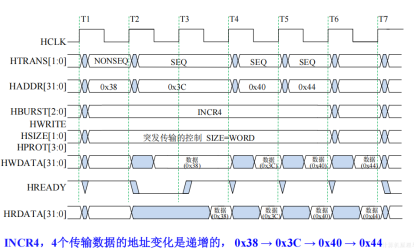 T1 T2 T3 T4 T5 T6 T7
HCLK
HTRANS[1:0] NONSEQ SEQ SEQ SEQ
HADDR[31:0] 0x38 0x3C 0x40 0x44
HBURST[2:0] INCR4
HWRITE
HSIZE[1:0] 突发传输的控制 SIZE=WORD
HPROT[3:0]
HWDATA[31:0] 数据(0x38) 数据(0x3C) 数据(0x40) 数据(0x44)
HREADY
HRDATA[31:0] 数据(0x38) 数据(0x3C) 数据(0x40) 数据(0x44)
INCR4，4个传输数据的地址变化是递增的，0x38→0x3C→0x40→0x44